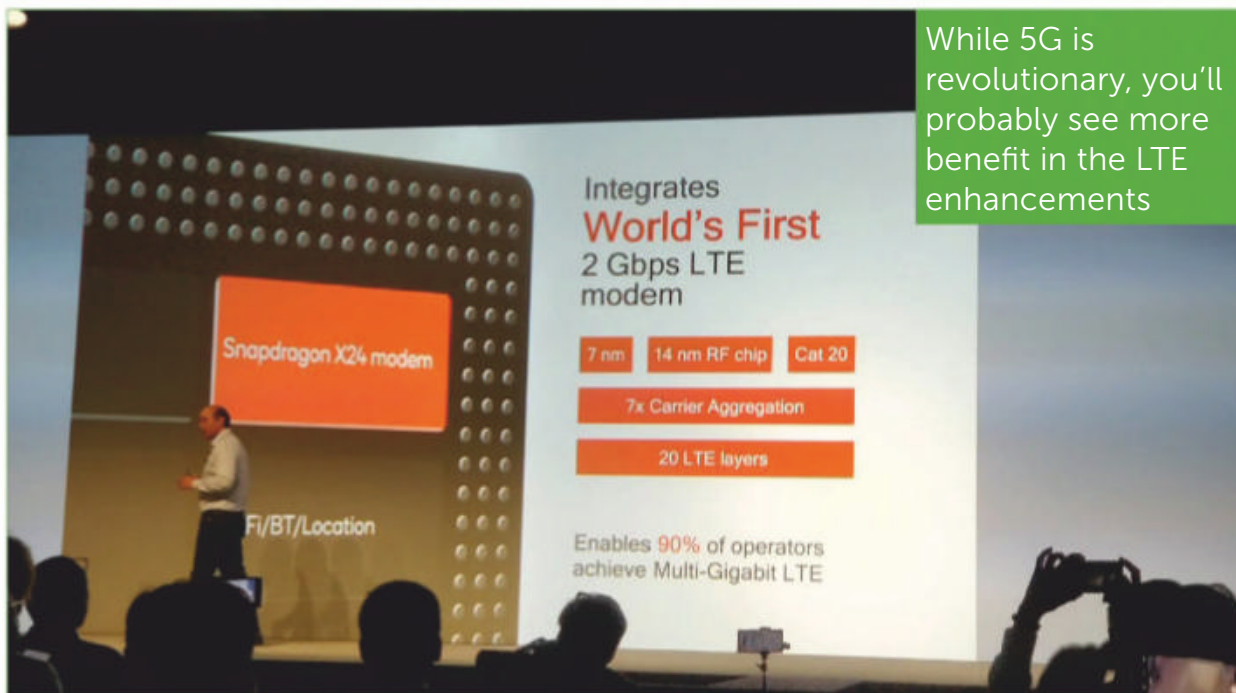 While 5G is
revolutionary, you'll
probably see more
benefit in the LTE
enhancements
Integrates
World's First
2 Gbps LTE
modem
7 nm 14 nm RF chip Cat 20
7x Carrier Aggregation
20 LTE layers
Enables 90% of operators
achieve Multi-Gigabit LTE
Snapdragon X24 modem
Fi/BT/Location